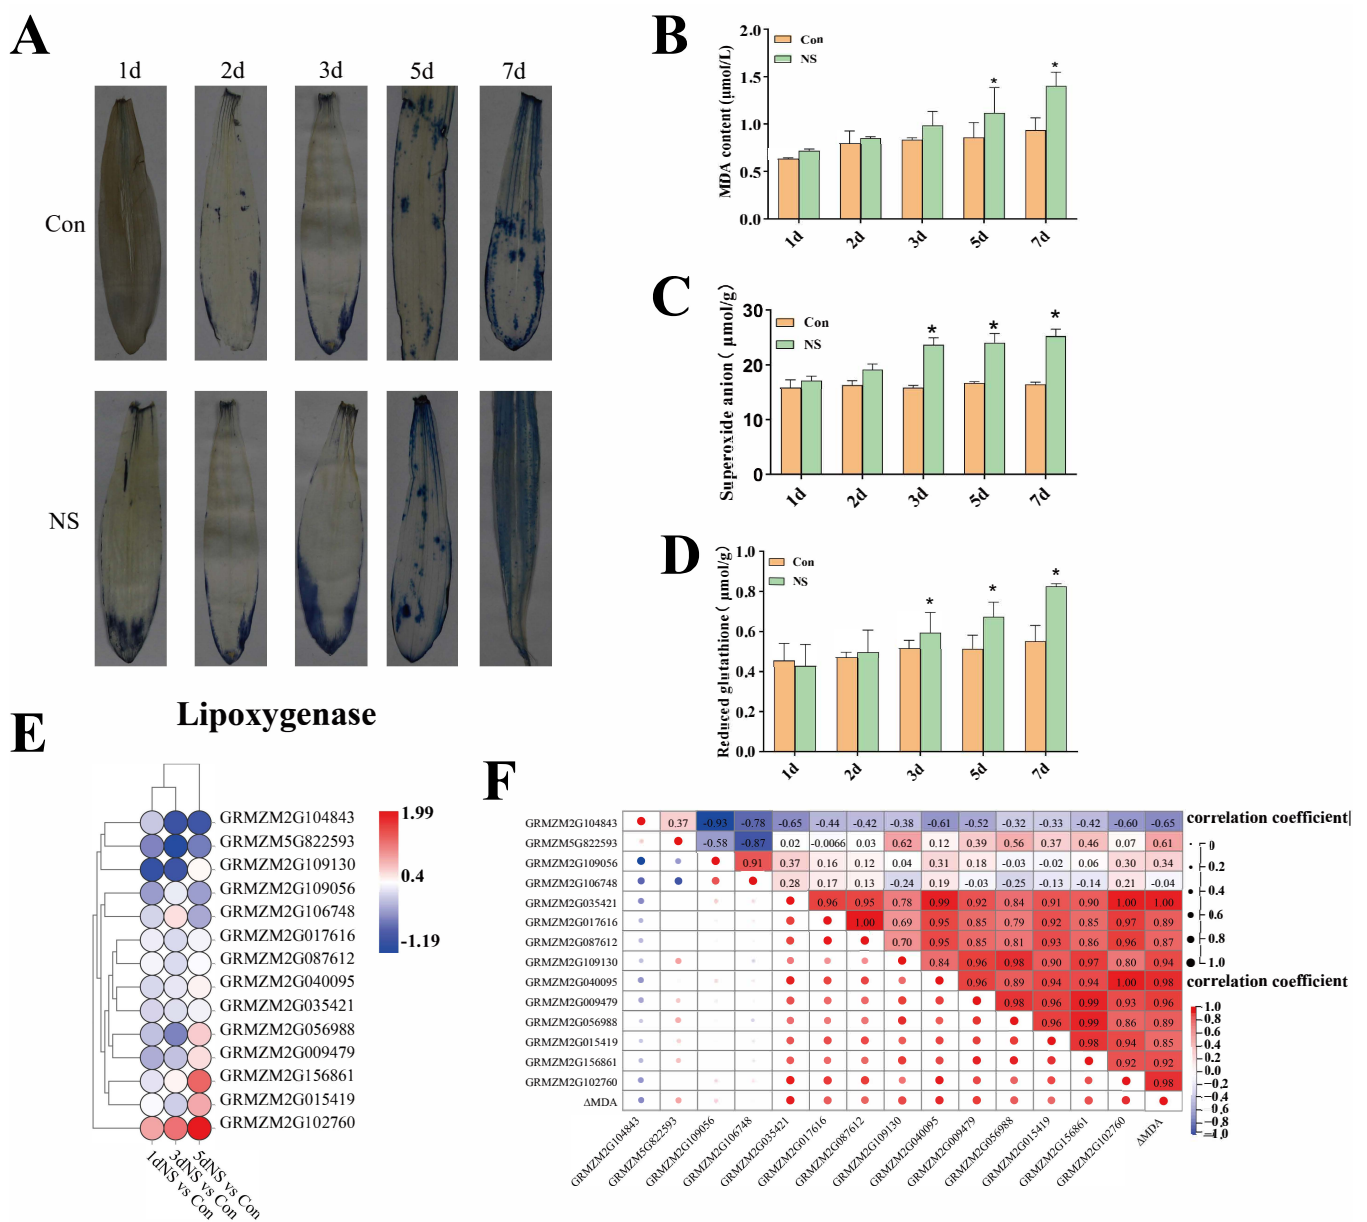 A
1d 2d 3d 5d 7d
Con
NS
B
MDA content (μmol/L)
2.0
1.5
1.0
0.5
0.0
Con
NS
* *
1d 2d 3d 5d 7d
C
Superoxide anion ( μmol/g)
30
20
10
0
Con
NS
* * *
1d 2d 3d 5d 7d
D
Reduced glutathione ( μmol/g)
1.0
0.8
0.6
0.4
0.2
0.0
Con
NS
* * *
1d 2d 3d 5d 7d
E
Lipoxygenase
GRMZM2G104843
GRMZM5G822593
GRMZM2G109130
GRMZM2G109056
GRMZM2G106748
GRMZM2G017616
GRMZM2G087612
GRMZM2G040095
GRMZM2G035421
GRMZM2G056988
GRMZM2G009479
GRMZM2G156861
GRMZM2G015419
GRMZM2G102760
1dNS vs Con
3dNS vs Con
5dNS vs Con
1.99
0.4
-1.19
F
GRMZM2G104843 0.37 -0.93 -0.78 -0.65 -0.44 -0.42 -0.38 -0.61 -0.52 -0.32 -0.33 -0.42 -0.60 -0.65
GRMZM5G822593 -0.58 -0.87 0.02 -0.0066 0.03 0.62 0.12 0.39 0.56 0.37 0.46 0.07 0.61
GRMZM2G109056 0.91 0.37 0.16 0.12 0.04 0.31 0.18 -0.03 -0.02 0.06 0.30 0.34
GRMZM2G106748 0.28 0.17 0.13 -0.24 0.19 -0.03 -0.25 -0.13 -0.14 0.21 -0.04
GRMZM2G035421 0.96 0.95 0.78 0.99 0.92 0.84 0.91 0.90 1.00 1.00
GRMZM2G017616 1.00 0.69 0.95 0.85 0.79 0.92 0.85 0.97 0.89
GRMZM2G087612 0.70 0.95 0.85 0.81 0.93 0.86 0.96 0.87
GRMZM2G109130 0.84 0.96 0.98 0.90 0.97 0.80 0.94
GRMZM2G040095 0.96 0.89 0.94 0.94 1.00 0.98
GRMZM2G009479 0.98 0.96 0.99 0.93 0.96
GRMZM2G056988 0.96 0.99 0.86 0.89
GRMZM2G015419 0.98 0.94 0.85
GRMZM2G156861 0.92 0.92
GRMZM2G102760 0.98
ΔMDA
GRMZM2G104843
GRMZM5G822593
GRMZM2G109056
GRMZM2G106748
GRMZM2G035421
GRMZM2G017616
GRMZM2G087612
GRMZM2G109130
GRMZM2G040095
GRMZM2G009479
GRMZM2G056988
GRMZM2G015419
GRMZM2G156861
GRMZM2G102760
ΔMDA
correlation coefficient
0
0.2
0.4
0.6
0.8
1.0
correlation coefficient
1.0
0.8
0.6
0.4
0.2
0.0
−0.2
−0.4
−0.6
−0.8
−1.0